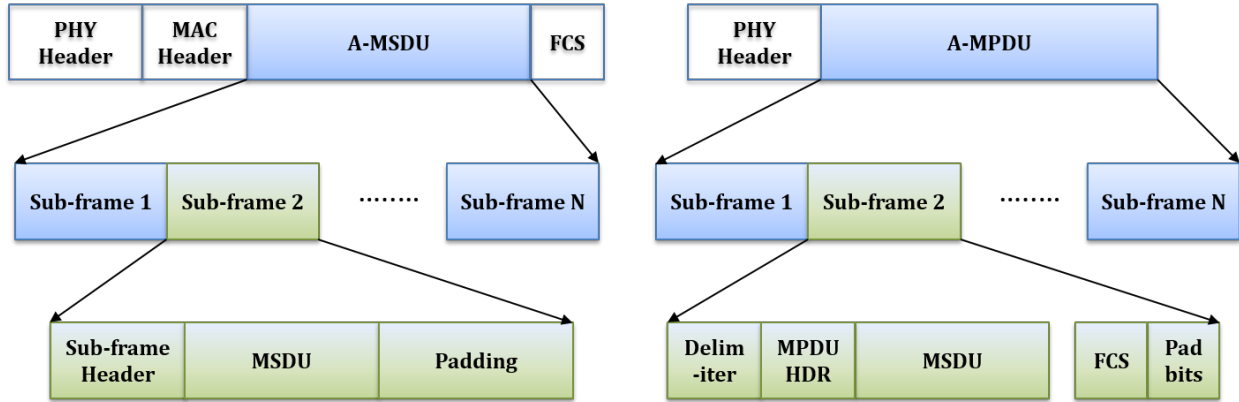 PHY
Header
MAC
Header
A-MSDU
FCS
Sub-frame 1
Sub-frame 2
........
Sub-frame N
Sub-frame
Header
MSDU
Padding
PHY
Header
A-MPDU
Sub-frame 1
Sub-frame 2
........
Sub-frame N
Delim
-iter
MPDU
HDR
MSDU
FCS
Pad
bits